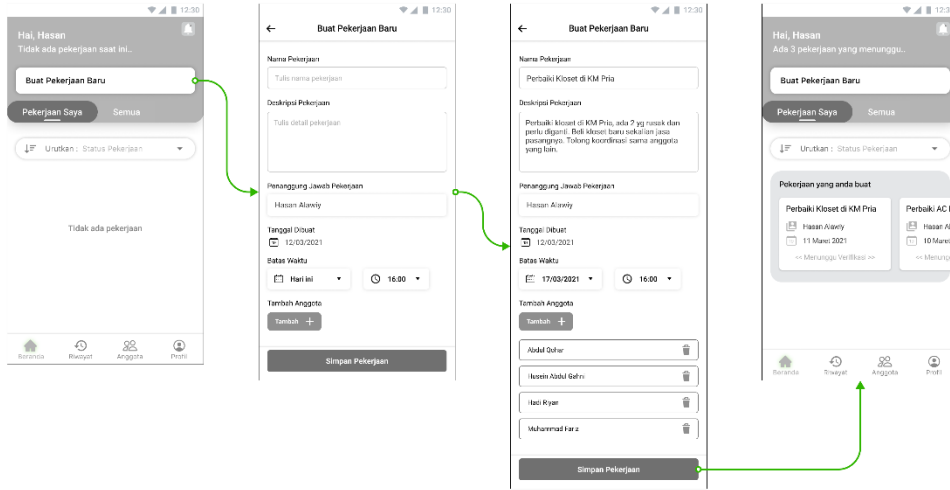 12:30
Hai, Hasan
Tidak ada pekerjaan saat ini..
Buat Pekerjaan Baru
Pekerjaan Saya
Semua
Urutkan : Status Pekerjaan
Tidak ada pekerjaan
Beranda
Riwayat
Anggota
Profil
12:30
Buat Pekerjaan Baru
Nama Pekerjaan
Tulis nama pekerjaan
Deskripsi Pekerjaan
Tulis detail pekerjaan
Penanggung Jawab Pekerjaan
Hasan Alawiy
Tanggal Dibuat
12/03/2021
Batas Waktu
Hari ini
16:00
Tambah Anggota
Tambah
Simpan Pekerjaan
12:30
Buat Pekerjaan Baru
Nama Pekerjaan
Perbaiki Kloset di KM Pria
Deskripsi Pekerjaan
Perbaiki kloset di KM Pria, ada 2 yg rusak dan
perlu diganti. Beli kloset baru sekalian jasa
pasangnya. Tolong koordinasi sama anggota
yang lain.
Penanggung Jawab Pekerjaan
Hasan Alawiy
Tanggal Dibuat
12/03/2021
Batas Waktu
17/03/2021
16:00
Tambah Anggota
Tambah
Abdul Qohar
Husein Abdul Gahni
Hadi Riyan
Muhammad Fariz
Simpan Pekerjaan
12:3
Hai, Hasan
Ada 3 pekerjaan yang menunggu..
Buat Pekerjaan Baru
Pekerjaan Saya
Semua
Urutkan : Status Pekerjaan
Pekerjaan yang anda buat
Perbaiki Kloset di KM Pria
Hasan Alawiy
11 Maret 2021
<< Menunggu Verifikasi >>
Perbaiki AC
Hasan Al
10 Maret
<< Menung
Beranda
Riwayat
Anggota
Profil